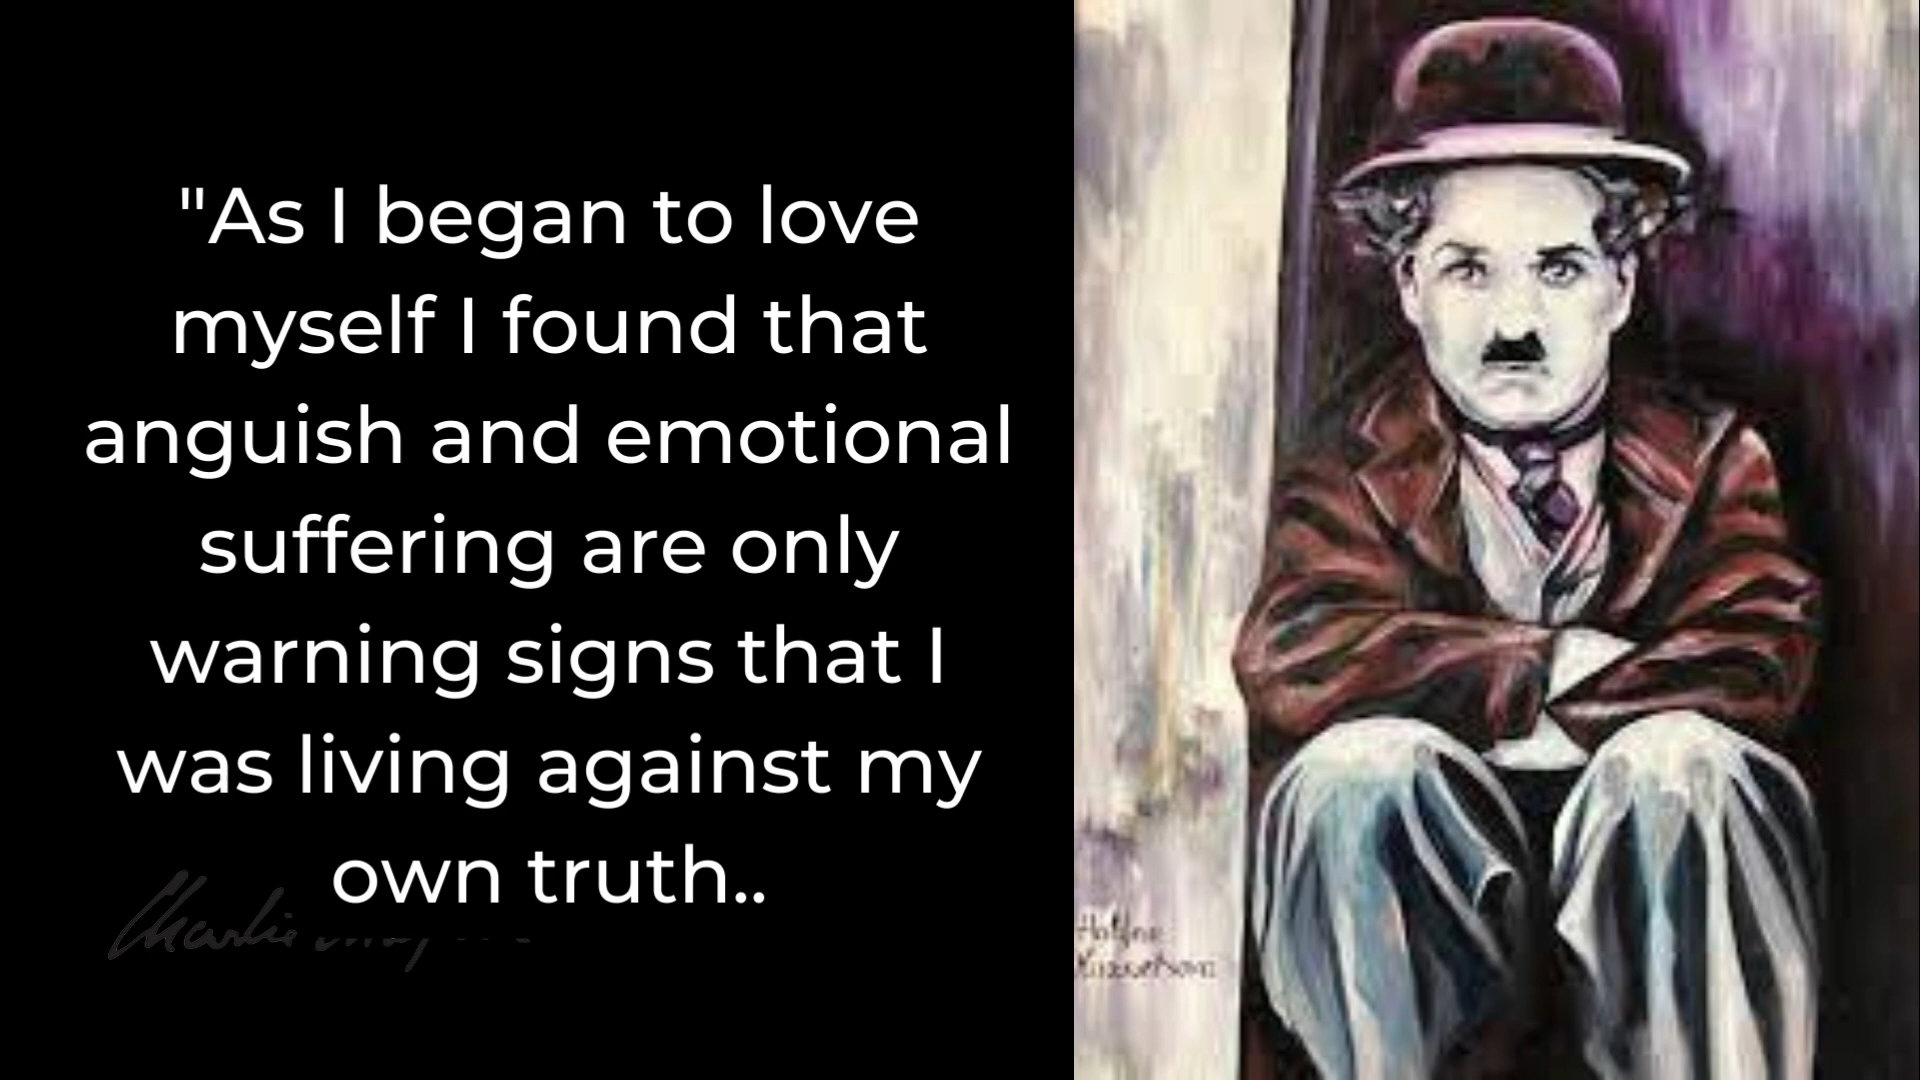 "As I began to love
myself I found that
anguish and emotional
suffering are only
warning signs that I
was living against my
own truth..
Charlie